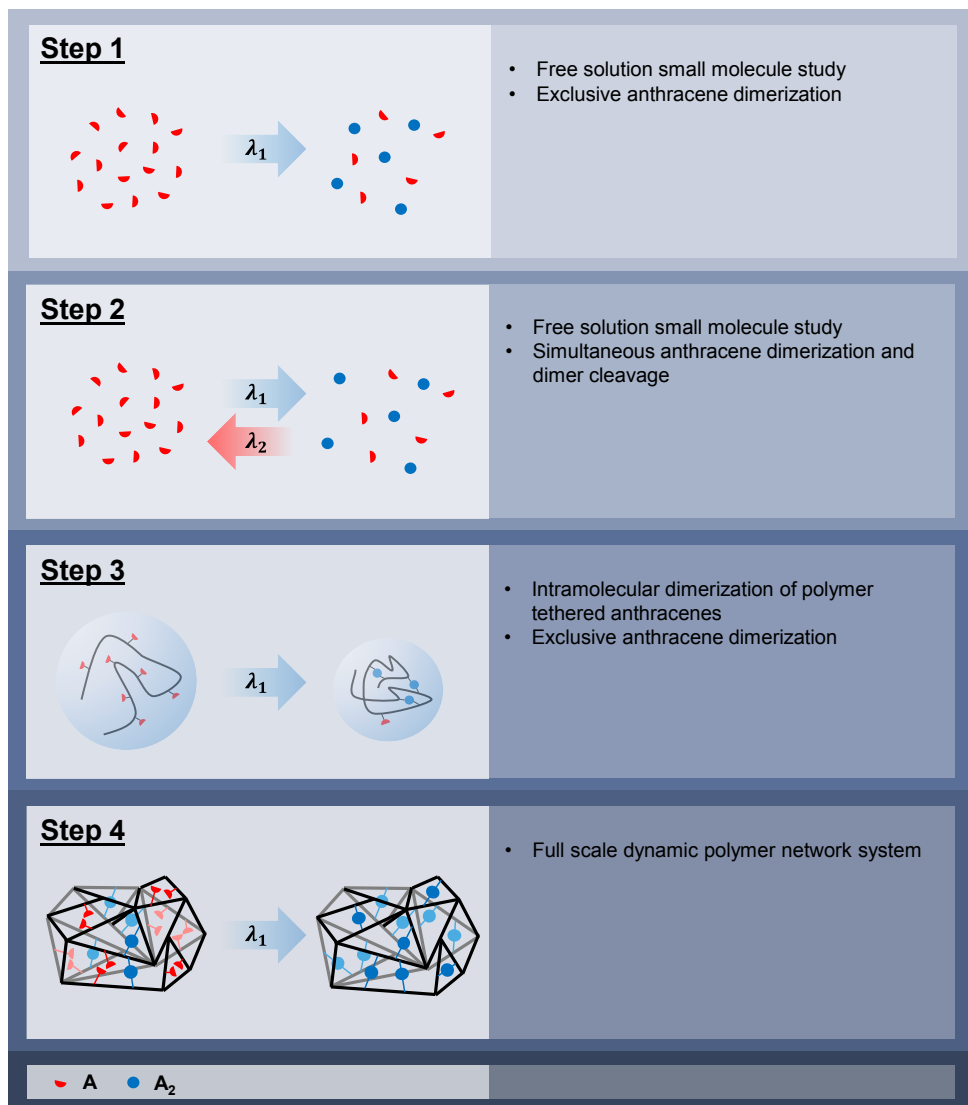 Step 1
• Free solution small molecule study
• Exclusive anthracene dimerization
λ₁
Step 2
• Free solution small molecule study
• Simultaneous anthracene dimerization and
dimer cleavage
λ₁
λ₂
Step 3
• Intramolecular dimerization of polymer
tethered anthracenes
• Exclusive anthracene dimerization
λ₁
Step 4
• Full scale dynamic polymer network system
λ₁
A A₂